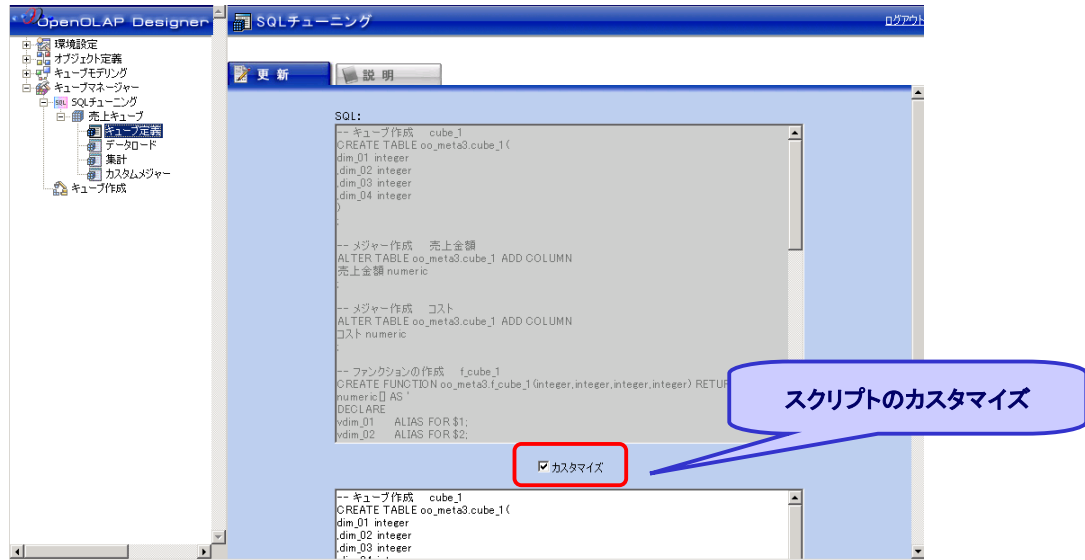 OpenOLAP Designer
環境設定
オブジェクト定義
キューブモデリング
キューブマネージャー
SQL SQLチューニング
売上キューブ
キューブ定義
データロード
集計
カスタムメジャー
キューブ作成
SQLチューニング
ログアウト
更 新
説 明
SQL:
-- キューブ作成 cube_1
CREATE TABLE oo_meta3.cube_1(
dim_01 integer
,dim_02 integer
,dim_03 integer
,dim_04 integer
)
;
-- メジャー作成 売上金額
ALTER TABLE oo_meta3.cube_1 ADD COLUMN
売上金額 numeric
;
-- メジャー作成 コスト
ALTER TABLE oo_meta3.cube_1 ADD COLUMN
コスト numeric
;
-- ファンクションの作成 f_cube_1
CREATE FUNCTION oo_meta3.f_cube_1(integer,integer,integer,integer) RETUR
numeric[] AS '
DECLARE
vdim_01 ALIAS FOR $1;
vdim_02 ALIAS FOR $2;
スクリプトのカスタマイズ
カスタマイズ
-- キューブ作成 cube_1
CREATE TABLE oo_meta3.cube_1(
dim_01 integer
,dim_02 integer
,dim_03 integer
,dim_04 integer